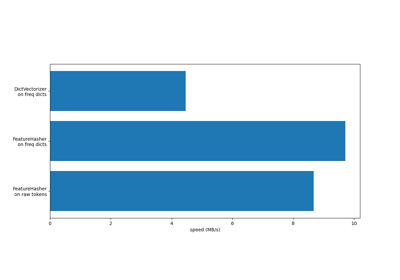 DictVectorizer
on freq dicts
FeatureHasher
on freq dicts
FeatureHasher
on raw tokens
0 2 4 6 8 10
speed (MB/s)